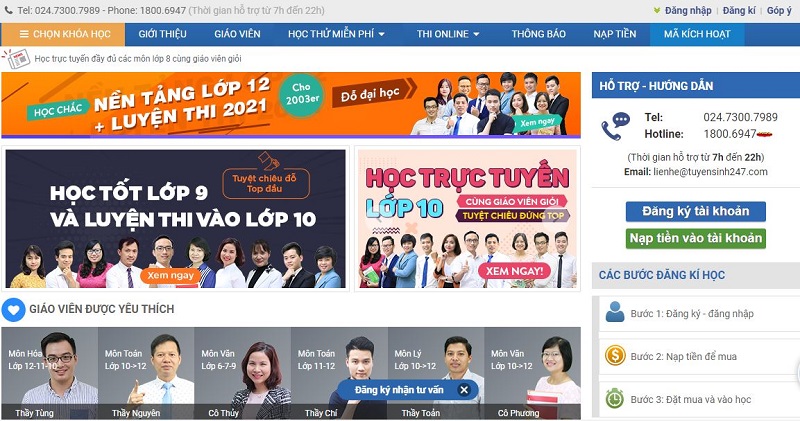 Tel: 024.7300.7989 - Phone: 1800.6947 (Thời gian hỗ trợ từ 7h đến 22h)
Đăng nhập | Đăng kí | Góp ý
CHỌN KHÓA HỌC GIỚI THIỆU GIÁO VIÊN HỌC THỬ MIỄN PHÍ THI ONLINE THÔNG BÁO NẠP TIỀN MÃ KÍCH HOẠT
Học trực tuyến đầy đủ các môn lớp 8 cùng giáo viên giỏi
HỌC CHẮC
NỀN TẢNG LỚP 12
+ LUYỆN THI 2021
Cho
2003er
Đỗ đại học
Xem ngay
HỌC TỐT LỚP 9
VÀ LUYỆN THI VÀO LỚP 10
Tuyệt chiêu đỗ
Top đầu
Xem ngay
HỌC TRỰC TUYẾN
LỚP 10
CÙNG GIÁO VIÊN GIỎI
TUYỆT CHIÊU ĐỨNG TOP
XEM NGAY!
GIÁO VIÊN ĐƯỢC YÊU THÍCH
Môn Hóa
Lớp 12-11-10
Thầy Tùng
Môn Toán
Lớp 10->12
Thầy Nguyên
Môn Văn
Lớp 6-7-9
Cô Thúy
Môn Toán
Lớp 11-12
Thầy Chí
Môn Lý
Lớp 10->12
Thầy Toản
Môn Văn
Lớp 10->12
Cô Phương
Đăng ký nhận tư vấn
HỖ TRỢ - HƯỚNG DẪN
Tel: 024.7300.7989
Hotline: 1800.6947
(Thời gian hỗ trợ từ 7h đến 22h)
Email: lienhe@tuyensinh247.com
Đăng ký tài khoản
Nạp tiền vào tài khoản
CÁC BƯỚC ĐĂNG KÍ HỌC
Bước 1: Đăng ký - đăng nhập
Bước 2: Nạp tiền để mua
Bước 3: Đặt mua và vào học